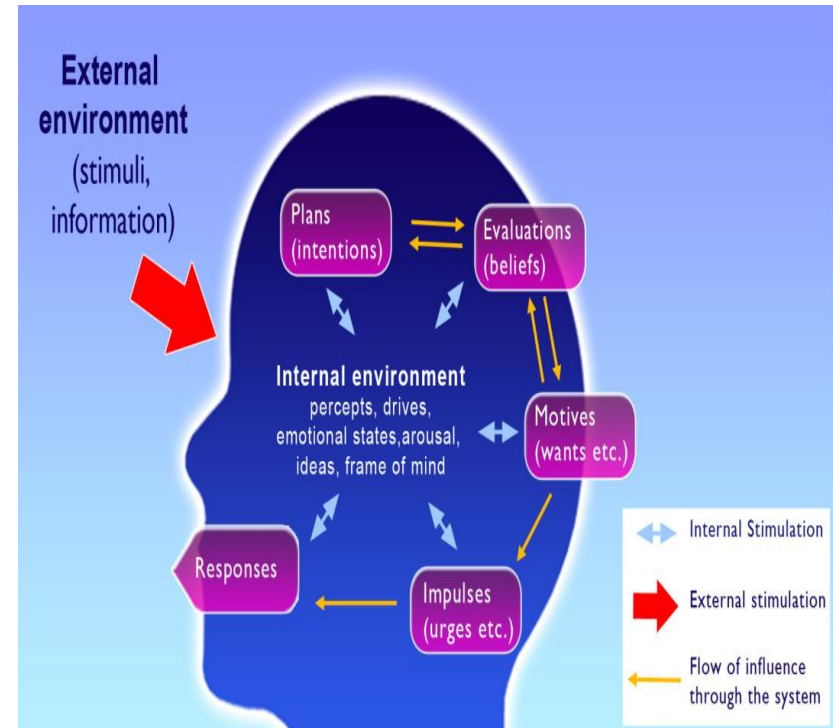 External
environment
(stimuli,
information)
Plans
(intentions)
Evaluations
(beliefs)
Internal environment
percepts, drives,
emotional states,arousal,
ideas, frame of mind
Motives
(wants etc.)
Responses
Impulses
(urges etc.)
Internal Stimulation
External stimulation
Flow of influence
through the system